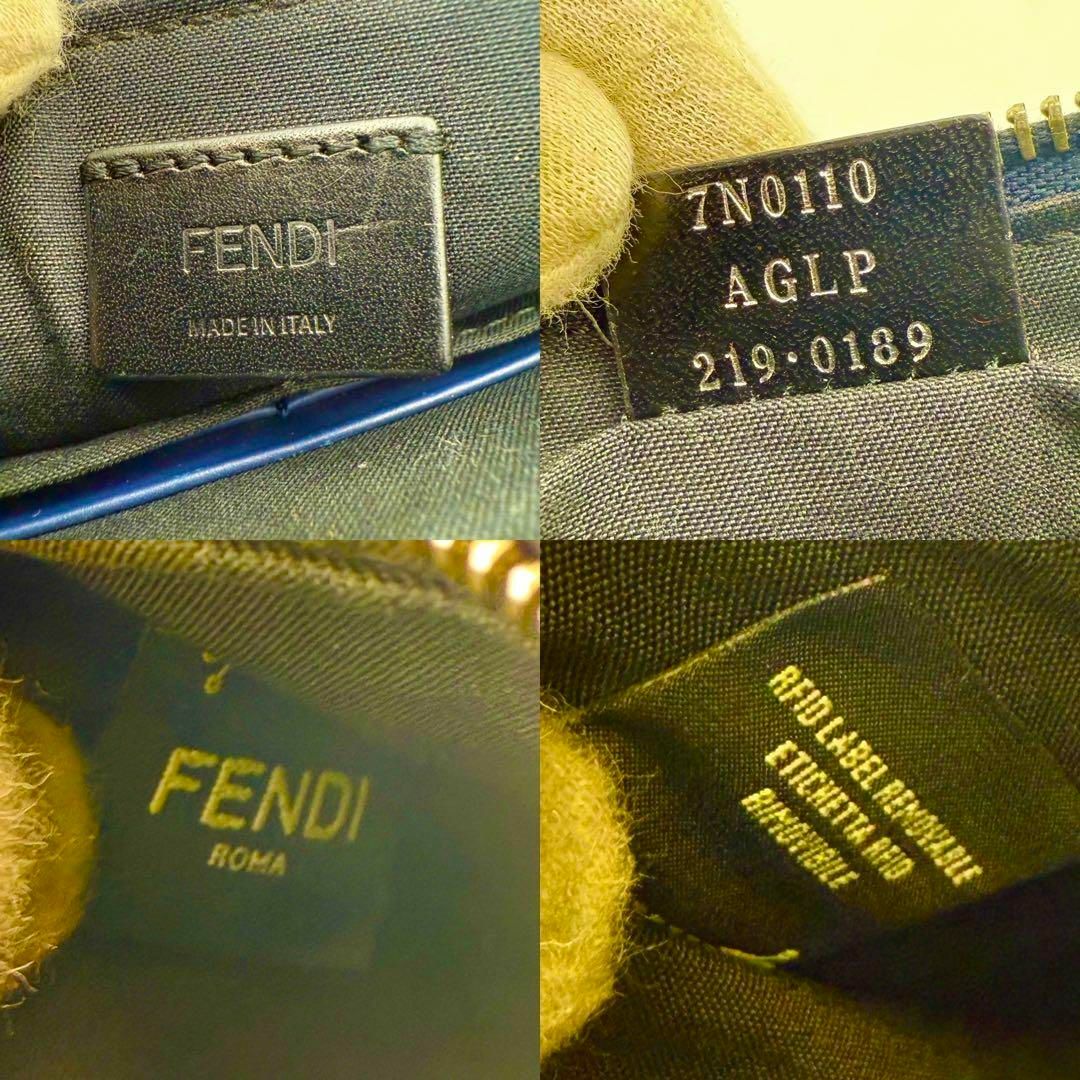 FENDI
MADE IN ITALY
7N0110
AGLP
219·0189
FENDI
ROMA
RFID LABEL REMOVABLE
ETICHETTA RFID
RIMOVIBILE